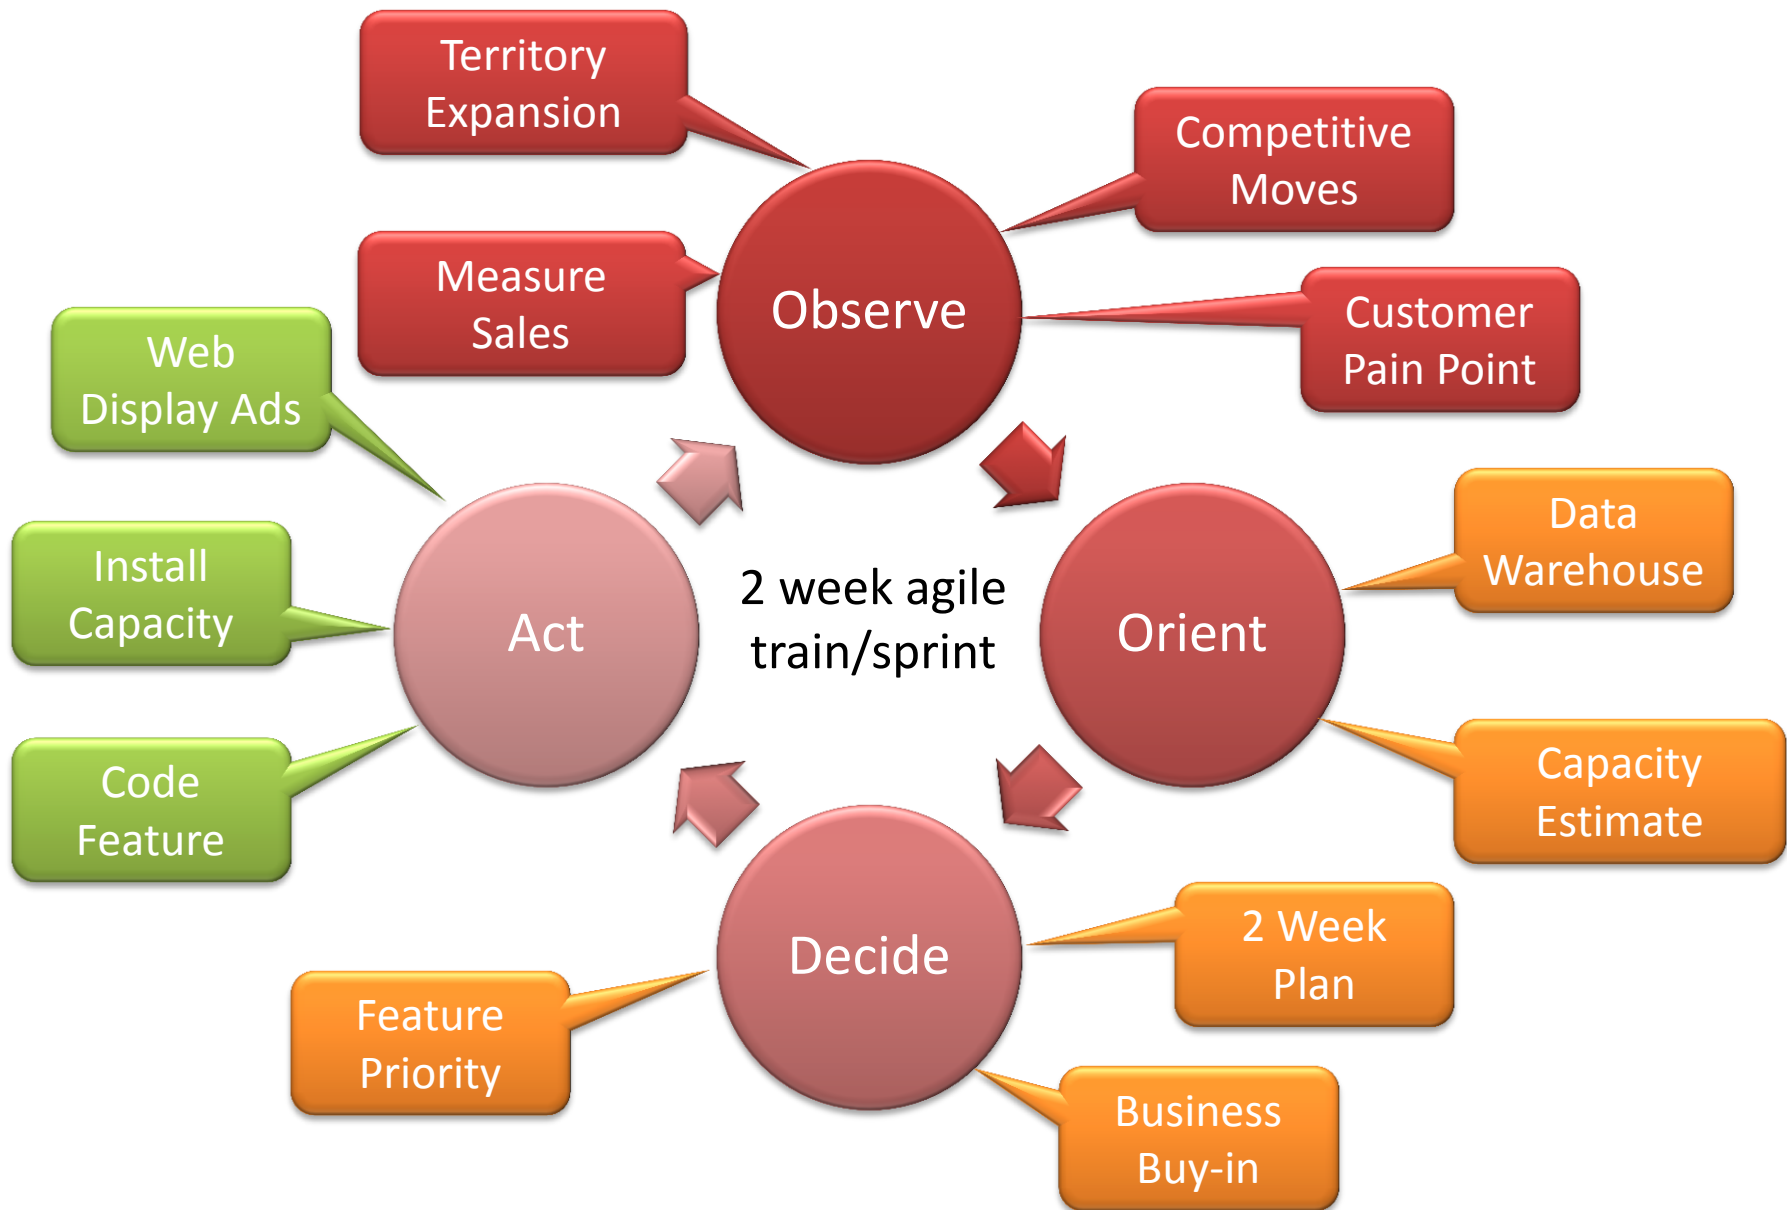 Territory
Expansion
Competitive
Moves
Measure
Sales
Observe
Customer
Pain Point
Web
Display Ads
Data
Warehouse
Install
Capacity
Act
2 week agile
train/sprint
Orient
Code
Feature
Capacity
Estimate
2 Week
Plan
Decide
Feature
Priority
Business
Buy-in